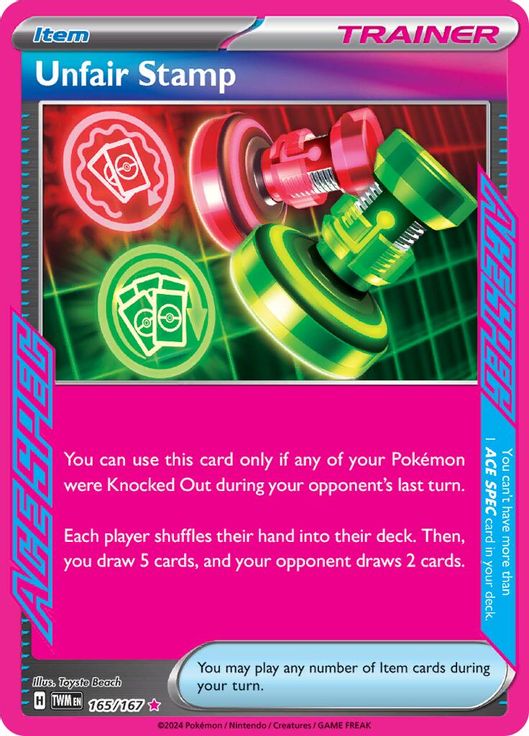 Item
TRAINER
Unfair Stamp
ACE SPEC
ACE SPEC
You can use this card only if any of your Pokémon
were Knocked Out during your opponent's last turn.
Each player shuffles their hand into their deck. Then,
you draw 5 cards, and your opponent draws 2 cards.
You can't have more than
1 ACE SPEC card in your deck.
Illus. Tayste Beach
H TWM EN 165/167 ★
You may play any number of Item cards during
your turn.
©2024 Pokémon / Nintendo / Creatures / GAME FREAK